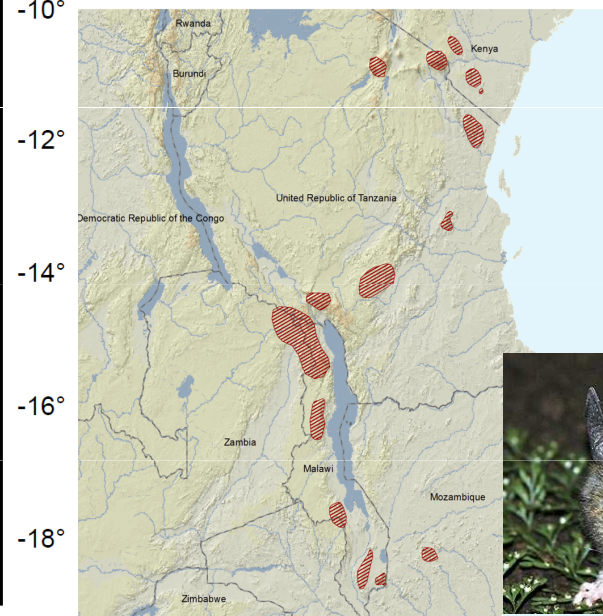 -10°
Rwanda
Kenya
Burundi
-12°
United Republic of Tanzania
Democratic Republic of the Congo
-14°
-16°
Zambia
Malawi
Mozambique
-18°
Zimbabwe